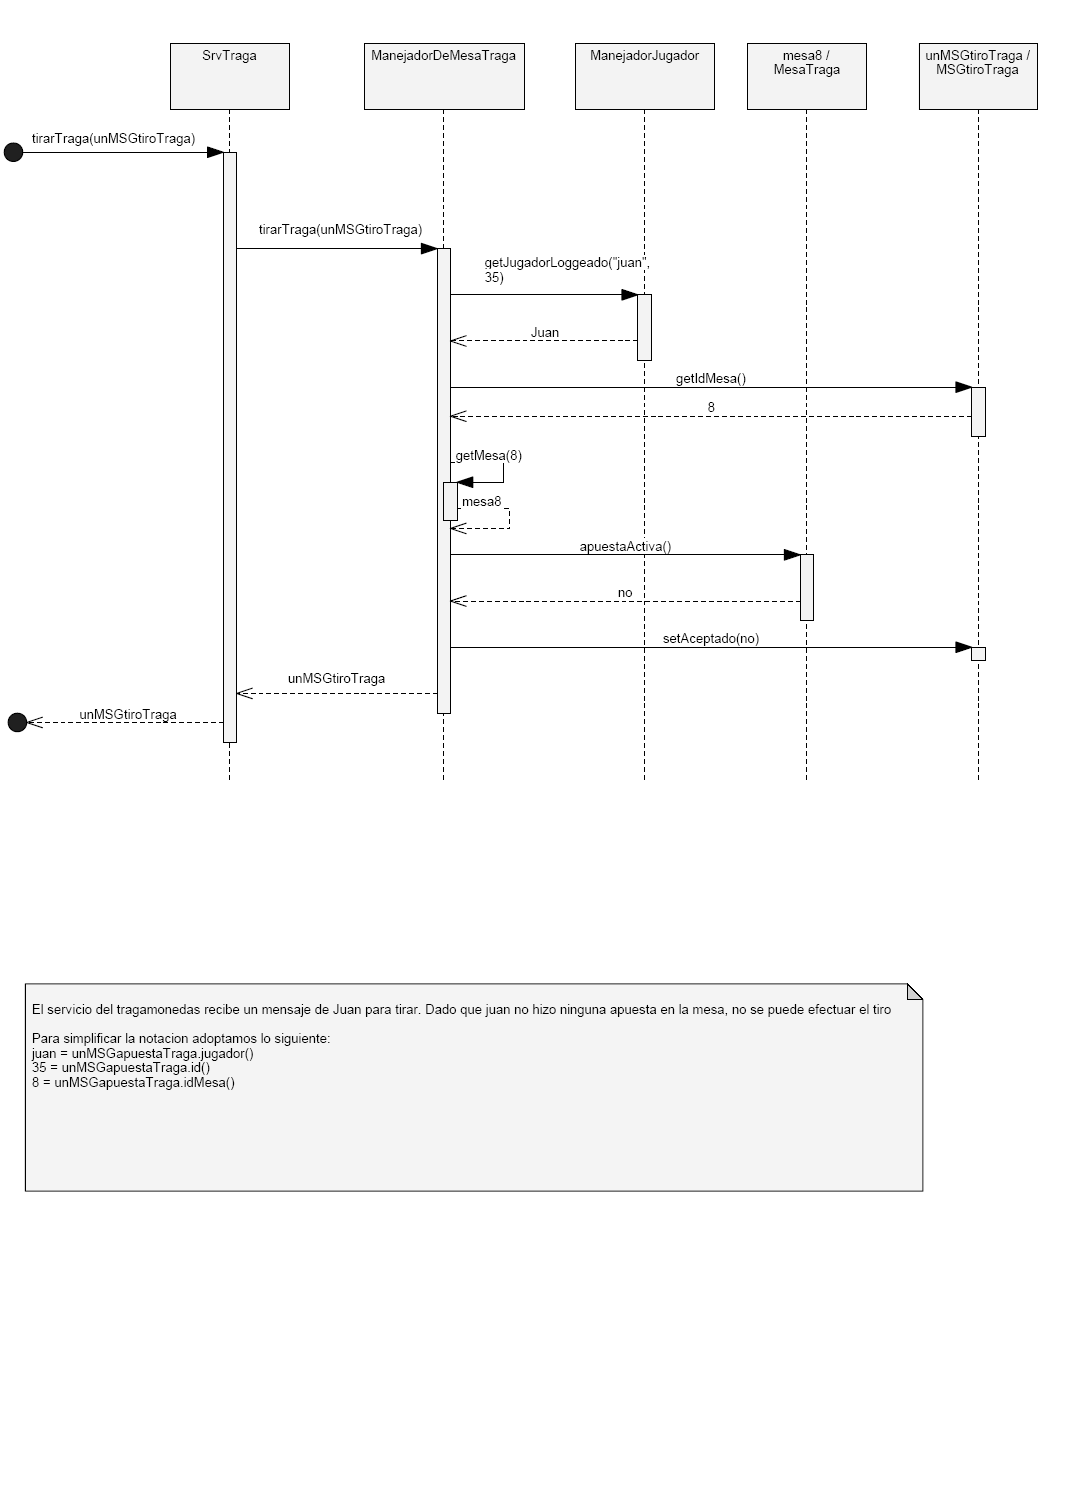 SrvTraga
ManejadorDeMesaTraga
ManejadorJugador
mesa8 /
MesaTraga
unMSGtiroTraga /
MSGtiroTraga
tirarTraga(unMSGtiroTraga)
tirarTraga(unMSGtiroTraga)
getJugadorLoggeado("juan",
35)
Juan
getIdMesa()
8
getMesa(8)
mesa8
apuestaActiva()
no
setAceptado(no)
unMSGtiroTraga
unMSGtiroTraga
El servicio del tragamonedas recibe un mensaje de Juan para tirar. Dado que juan no hizo ninguna apuesta en la mesa, no se puede efectuar el tiro
Para simplificar la notacion adoptamos lo siguiente:
juan = unMSGapuestaTraga.jugador()
35 = unMSGapuestaTraga.id()
8 = unMSGapuestaTraga.idMesa()